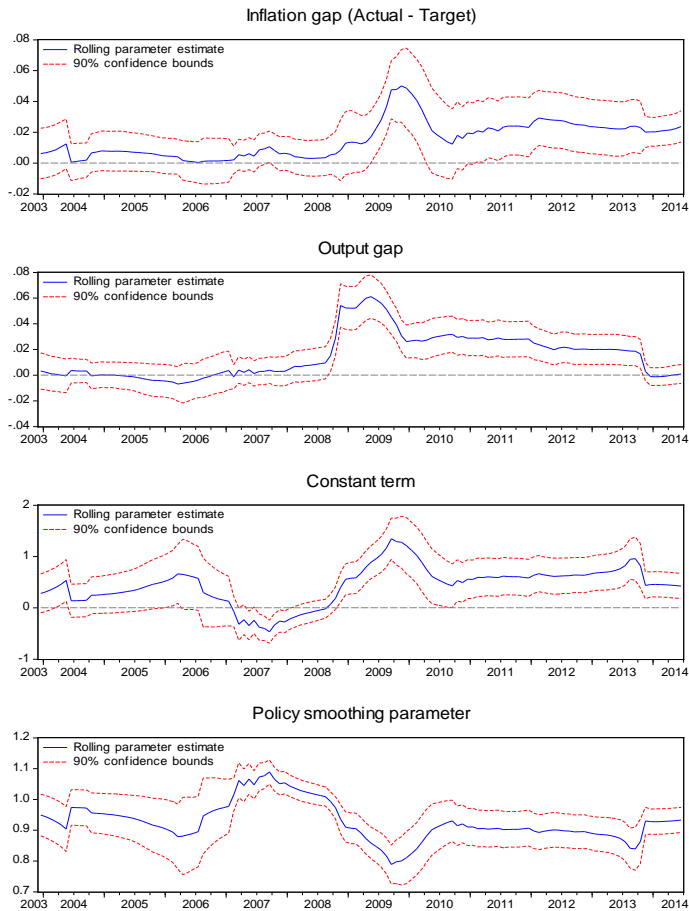 Inflation gap (Actual - Target)
.08
Rolling parameter estimate
90% confidence bounds
.06
.04
.02
.00
-.02
2003 2004 2005 2006 2007 2008 2009 2010 2011 2012 2013 2014
Output gap
.08
Rolling parameter estimate
90% confidence bounds
.06
.04
.02
.00
-.02
-.04
2003 2004 2005 2006 2007 2008 2009 2010 2011 2012 2013 2014
Constant term
2
Rolling parameter estimate
90% confidence bounds
1
0
-1
2003 2004 2005 2006 2007 2008 2009 2010 2011 2012 2013 2014
Policy smoothing parameter
1.2
Rolling parameter estimate
90% confidence bounds
1.1
1.0
0.9
0.8
0.7
2003 2004 2005 2006 2007 2008 2009 2010 2011 2012 2013 2014